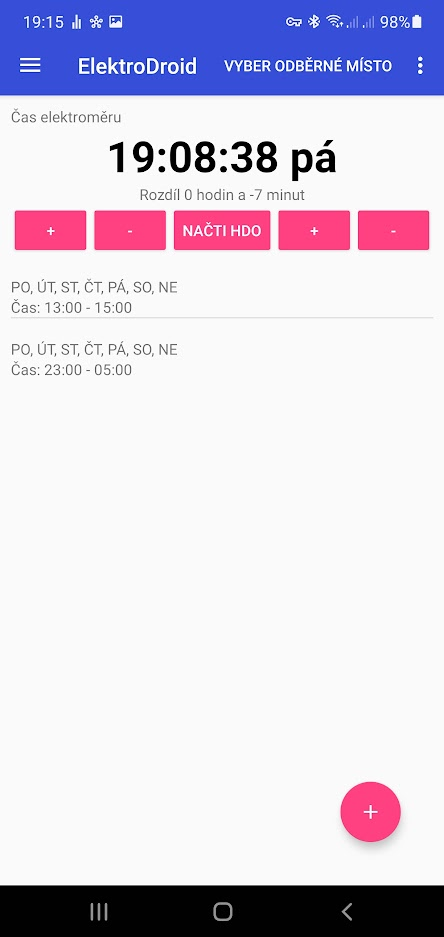 19:15
98%
ElektroDroid
VYBER ODBĚRNÉ MÍSTO
Čas elektroměru
19:08:38 pá
Rozdíl 0 hodin a -7 minut
+ - NAČTI HDO + -
PO, ÚT, ST, ČT, PÁ, SO, NE
Čas: 13:00 - 15:00
PO, ÚT, ST, ČT, PÁ, SO, NE
Čas: 23:00 - 05:00
+